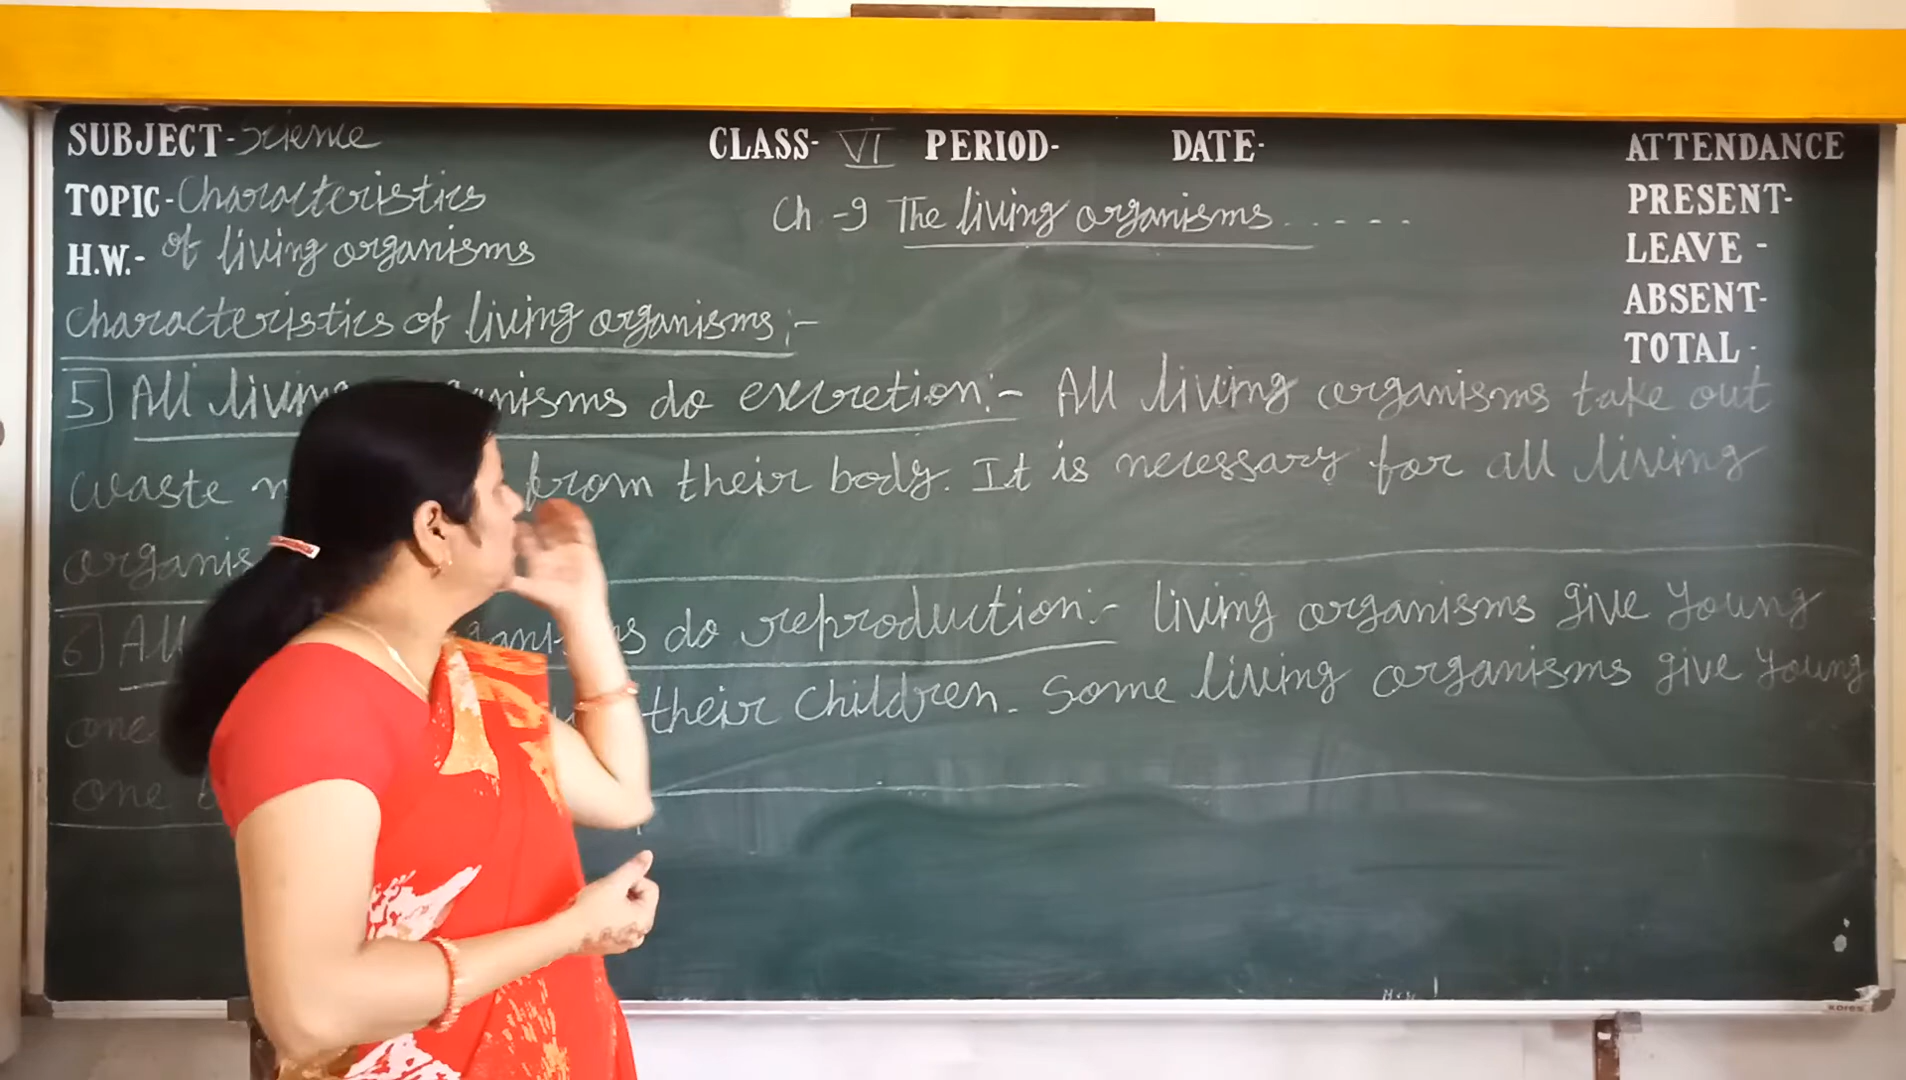 SUBJECT- Science CLASS- VI PERIOD- DATE- ATTENDANCE
TOPIC- Characteristics Ch -9 The living organisms ..... PRESENT-
H.W.- of living organisms LEAVE -
ABSENT-
characteristics of living organisms :-
TOTAL -
5] All living organisms do excretion :- All living organisms take out
waste from their body. It is necessary for all living
6] All do reproduction :- living organisms give young
one their children. Some living organisms give young
one